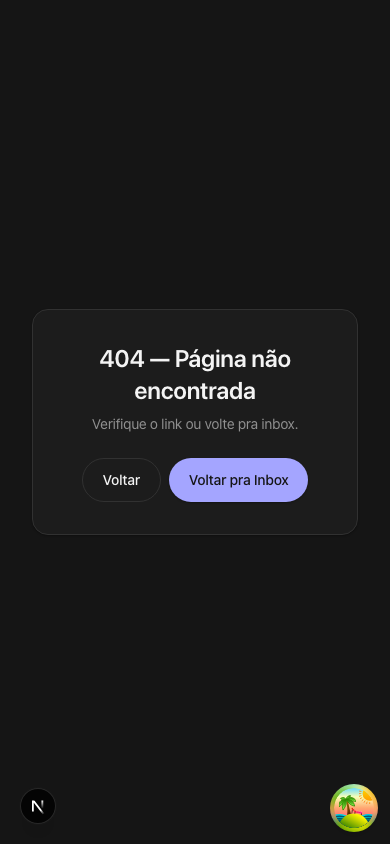 404 — Página não
encontrada
Verifique o link ou volte pra inbox.
Voltar
Voltar pra Inbox
N